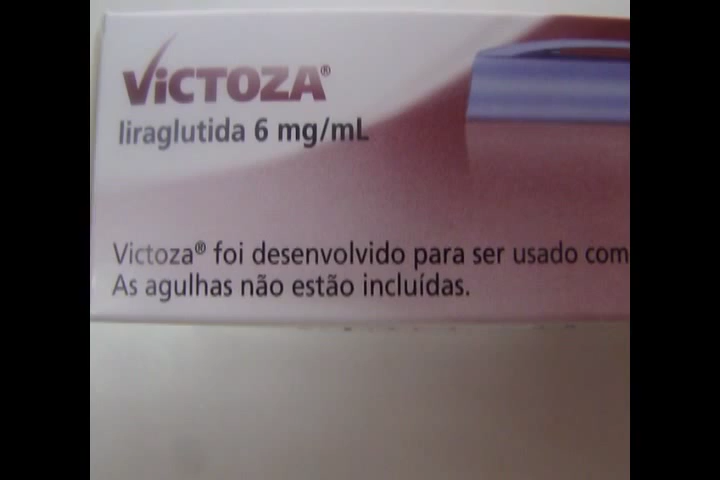 VICTOZA®
liraglutida 6 mg/mL
Victoza® foi desenvolvido para ser usado com
As agulhas não estão incluídas.